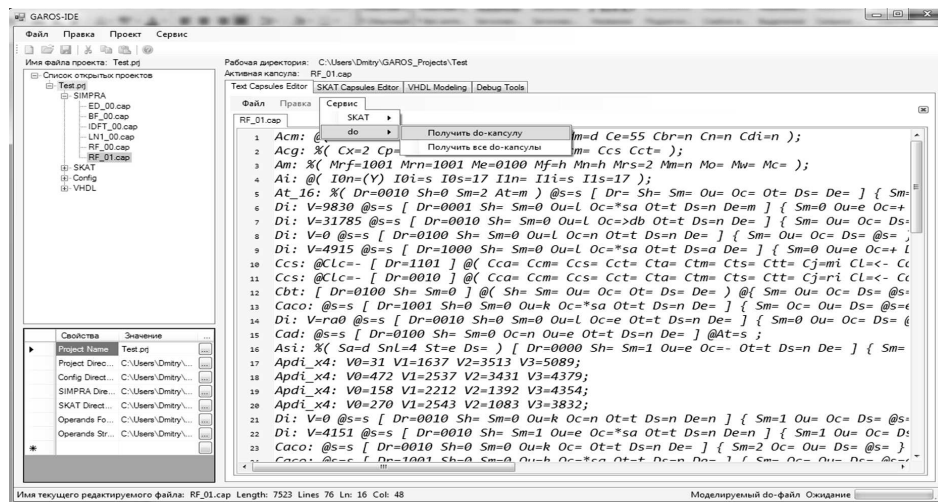 GAROS-IDE
Файл Правка Проект Сервис
Имя файла проекта: Test.prj
Рабочая директория: C:\Users\Dmitry\GAROS_Projects\Test
Активная капсула: RF_01.cap
Список открытых проектов
Test.prj
SIMPRA
ED_00.cap
BF_00.cap
IDFT_00.cap
LN1_00.cap
RF_00.cap
RF_01.cap
SKAT
Config
VHDL
Text Capsules Editor SKAT Capsules Editor VHDL Modeling Debug Tools
Файл Правка Сервис
SKAT
do
Получить do-капсулу
Получить все do-капсулы
RF_01.cap
1 Acm: @ m=d Ce=55 Cbr=n Cn=n Cdi=n );
2 Acg: %( Cx=2 Cp= m= Ccs Cct= );
3 Am: %( Mrf=1001 Mrn=1001 Me=0100 Mf=h Mn=h Mrs=2 Mm=n Mo= Mw= Mc= );
4 Ai: @( I0n=(Y) I0i=s I0s=17 I1n= I1i=s I1s=17 );
5 At_16: %( Dr=0010 Sh=0 Sm=2 At=m ) @s=s [ Dr= Sh= Sm= Ou= Oc= Ot= Ds= De= ] { Sm=
6 Di: V=9830 @s=s [ Dr=0001 Sh= Sm=0 Ou=l Oc=*sa Ot=t Ds=n De=m ] { Sm=0 Ou=e Oc=+
7 Di: V=31785 @s=s [ Dr=0010 Sh= Sm=0 Ou=l Oc=>db Ot=t Ds=n De= ] { Sm= Ou= Oc= Ds=
8 Di: V=0 @s=s [ Dr=0100 Sh= Sm=0 Ou=l Oc=n Ot=t Ds=n De= ] { Sm= Ou= Oc= Ds= @s=
9 Di: V=4915 @s=s [ Dr=1000 Sh= Sm=0 Ou=l Oc=*sa Ot=t Ds=a De= ] { Sm=0 Ou=e Oc=+
10 Ccs: @Clc=- [ Dr=1101 ] @( Cca= Ccm= Ccs= Cct= Cta= Ctm= Cts= Ctt= Cj=mi Cl=<-
11 Ccs: @Clc=- [ Dr=0010 ] @( Cca= Ccm= Ccs= Cct= Cta= Ctm= Cts= Ctt= Cj=ri Cl=<-
12 Cbt: [ Dr=0100 Sh= Sm=0 ] @( Sh= Sm= Ou= Oc= Ot= Ds= De= ) @{ Sm= Ou= Oc= Ds= @s=
13 Caco: @s=s [ Dr=1001 Sh=0 Sm=0 Ou=k Oc=*sa Ot=t Ds=n De= ] { Sm= Oc= Ou= Ds= @s=e
14 Di: V=ra0 @s=s [ Dr=0010 Sh=0 Sm=0 Ou=l Oc=e Ot=t Ds=n De= ] { Sm=0 Ou= Oc= Ds=
15 Cad: @s=s [ Dr=0100 Sh= Sm=0 Oc=n Ou=e Ot=t Ds=n De= ] @At=s ;
16 Asi: %( Sa=d SnL=4 St=e Ds= ) [ Dr=0000 Sh= Sm=1 Ou=e Oc=- Ot=t Ds=n De= ] { Sm=
17 Apdi_x4: V0=31 V1=1637 V2=3513 V3=5089;
18 Apdi_x4: V0=472 V1=2537 V2=3431 V3=4379;
19 Apdi_x4: V0=158 V1=2212 V2=1392 V3=4354;
20 Apdi_x4: V0=270 V1=2543 V2=1083 V3=3832;
21 Di: V=0 @s=s [ Dr=0010 Sh= Sm=0 Ou=k Oc=n Ot=t Ds=n De=n ] { Sm=1 Ou= Oc= Ds= @s=
22 Di: V=4151 @s=s [ Dr=0010 Sh= Sm=1 Ou=e Oc=*sa Ot=t Ds=n De=n ] { Sm=1 Ou= Oc=
23 Caco: @s=s [ Dr=0010 Sh=0 Sm=0 Ou=k Oc= Ot=t Ds=n De= ] { Sm=2 Ou= Oc= Ds= @s= }
Свойства Значение
Project Name Test.prj
Project Direc... C:\Users\Dmitry\...
Config Direct... C:\Users\Dmitry\...
SIMPRA Dire... C:\Users\Dmitry\...
SKAT Direct... C:\Users\Dmitry\...
Operands Fo... C:\Users\Dmitry\...
Operands Str... C:\Users\Dmitry\...
Имя текущего редактируемого файла: RF_01.cap Length: 7523 Lines 76 Ln: 16 Col: 48
Моделируемый do-файл Ожидание